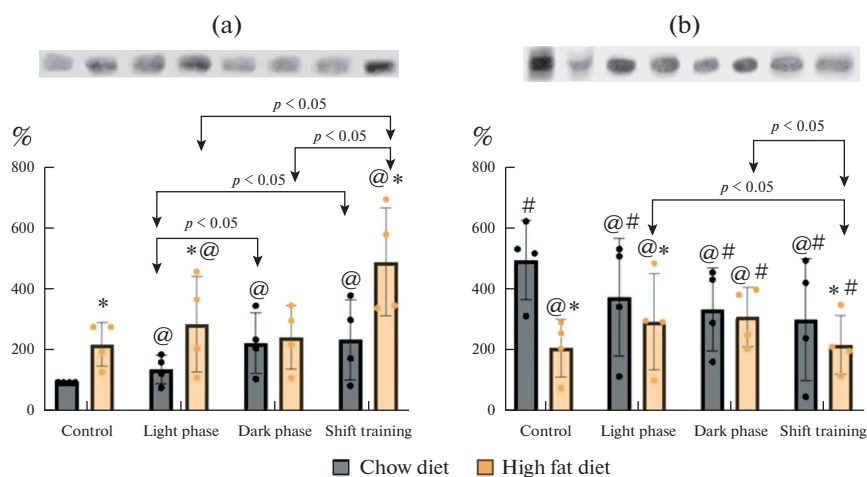 (a)
(b)
p < 0.05
p < 0.05
p < 0.05
p < 0.05
%
800
600
400
200
0
*
@
*@
@
@
@*
Control
Light phase
Dark phase
Shift training
p < 0.05
p < 0.05
%
800
600
400
200
0
#
@*
@#
@*
@#
@#
@#
*#
Control
Light phase
Dark phase
Shift training
Chow diet
High fat diet